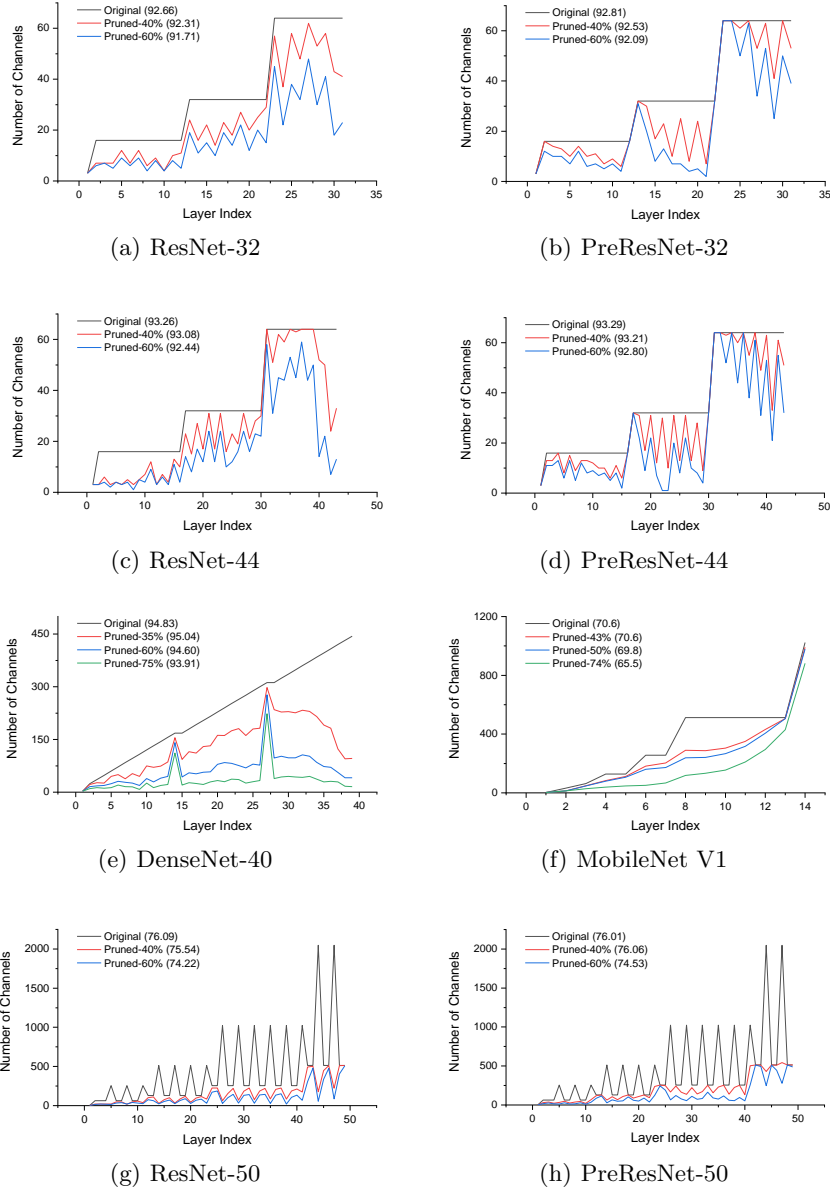 Original (92.66)
Pruned-40% (92.31)
Pruned-60% (91.71)
Number of Channels
60
40
20
0
0 5 10 15 20 25 30 35
Layer Index
(a) ResNet-32
Original (92.81)
Pruned-40% (92.53)
Pruned-60% (92.09)
Number of Channels
60
40
20
0
0 5 10 15 20 25 30 35
Layer Index
(b) PreResNet-32
Original (93.26)
Pruned-40% (93.08)
Pruned-60% (92.44)
Number of Channels
60
40
20
0
0 10 20 30 40 50
Layer Index
(c) ResNet-44
Original (93.29)
Pruned-40% (93.21)
Pruned-60% (92.80)
Number of Channels
60
40
20
0
0 10 20 30 40 50
Layer Index
(d) PreResNet-44
Original (94.83)
Pruned-35% (95.04)
Pruned-60% (94.60)
Pruned-75% (93.91)
Number of Channels
450
300
150
0
0 5 10 15 20 25 30 35 40
Layer Index
(e) DenseNet-40
Original (70.6)
Pruned-43% (70.6)
Pruned-50% (69.8)
Pruned-74% (65.5)
Number of Channels
1200
800
400
0
0 2 4 6 8 10 12 14
Layer Index
(f) MobileNet V1
Original (76.09)
Pruned-40% (75.54)
Pruned-60% (74.22)
Number of Channels
2000
1500
1000
500
0
0 10 20 30 40 50
Layer Index
(g) ResNet-50
Original (76.01)
Pruned-40% (76.06)
Pruned-60% (74.53)
Number of Channels
2000
1500
1000
500
0
0 10 20 30 40 50
Layer Index
(h) PreResNet-50